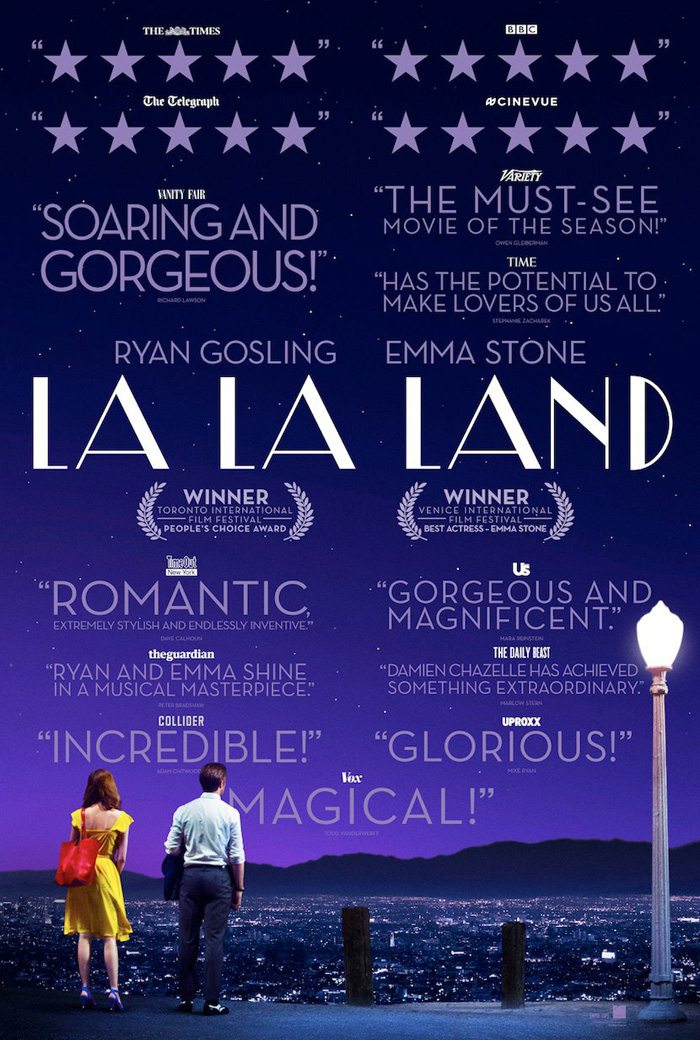 THE TIMES
“★★★★★”
BBC
“★★★★★”
The Telegraph
“★★★★★”
CINEVUE
“★★★★★”
VANITY FAIR
“SOARING AND
GORGEOUS!”
RICHARD LAWSON
VARIETY
“THE MUST-SEE
MOVIE OF THE SEASON!”
OWEN GLEIBERMAN
TIME
“HAS THE POTENTIAL TO
MAKE LOVERS OF US ALL.”
STEPHANIE ZACHAREK
RYAN GOSLING EMMA STONE
LA LA LAND
WINNER
TORONTO INTERNATIONAL
FILM FESTIVAL
PEOPLE'S CHOICE AWARD
WINNER
VENICE INTERNATIONAL
FILM FESTIVAL
BEST ACTRESS – EMMA STONE
TimeOut
New York
“ROMANTIC,
EXTREMELY STYLISH AND ENDLESSLY INVENTIVE.”
DAVE CALHOUN
Us
“GORGEOUS AND
MAGNIFICENT.”
MARA REINSTEIN
theguardian
“RYAN AND EMMA SHINE
IN A MUSICAL MASTERPIECE.”
PETER BRADSHAW
THE DAILY BEAST
“DAMIEN CHAZELLE HAS ACHIEVED
SOMETHING EXTRAORDINARY.”
MARLOW STERN
COLLIDER
“INCREDIBLE!”
ADAM CHITWOOD
UPROXX
“GLORIOUS!”
MIKE RYAN
Vox
MAGICAL!”
TODD VANDERWERFF